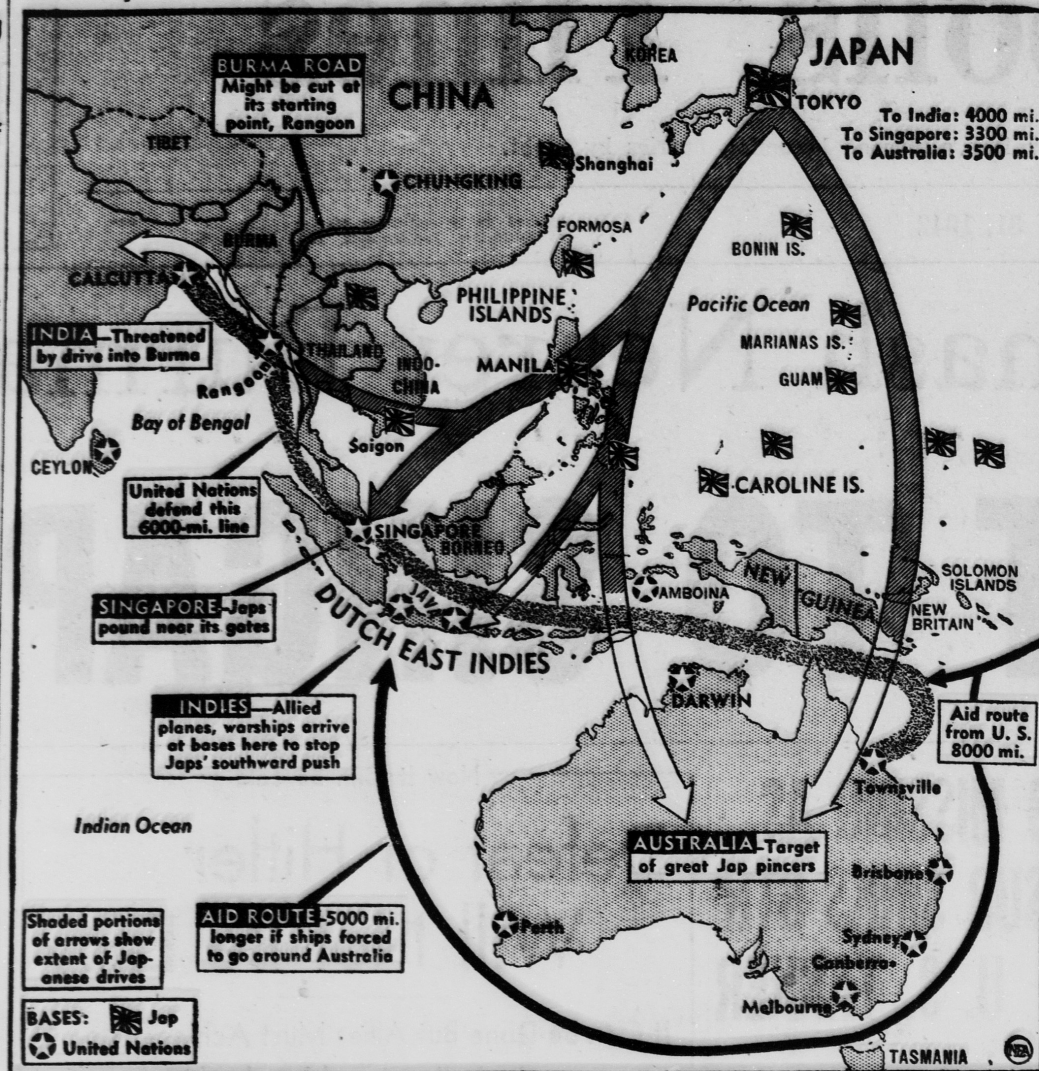 KOREA
JAPAN
TOKYO
To India: 4000 mi.
To Singapore: 3300 mi.
To Australia: 3500 mi.
BURMA ROAD
Might be cut at
its starting
point, Rangoon
CHINA
TIBET
Shanghai
CHUNGKING
FORMOSA
BONIN IS.
BURMA
CALCUTTA
PHILIPPINE
ISLANDS
Pacific Ocean
MARIANAS IS.
INDIA—Threatened
by drive into Burma
THAILAND
INDO-
CHINA
MANILA
GUAM
Rangoon
Bay of Bengal
Saigon
CEYLON
CAROLINE IS.
United Nations
defend this
6000-mi. line
SINGAPORE
BORNEO
SINGAPORE—Japs
pound near its gates
JAVA
DUTCH EAST INDIES
AMBOINA
NEW
GUINEA
SOLOMON
ISLANDS
NEW
BRITAIN
INDIES—Allied
planes, warships arrive
at bases here to stop
Japs' southward push
DARWIN
Aid route
from U. S.
8000 mi.
Townsville
Indian Ocean
AUSTRALIA—Target
of great Jap pincers
Brisbane
AID ROUTE—5000 mi.
longer if ships forced
to go around Australia
Perth
Sydney
Canberra
Melbourne
Shaded portions
of arrows show
extent of Jap-
anese drives
BASES: Jap
United Nations
TASMANIA
NEA